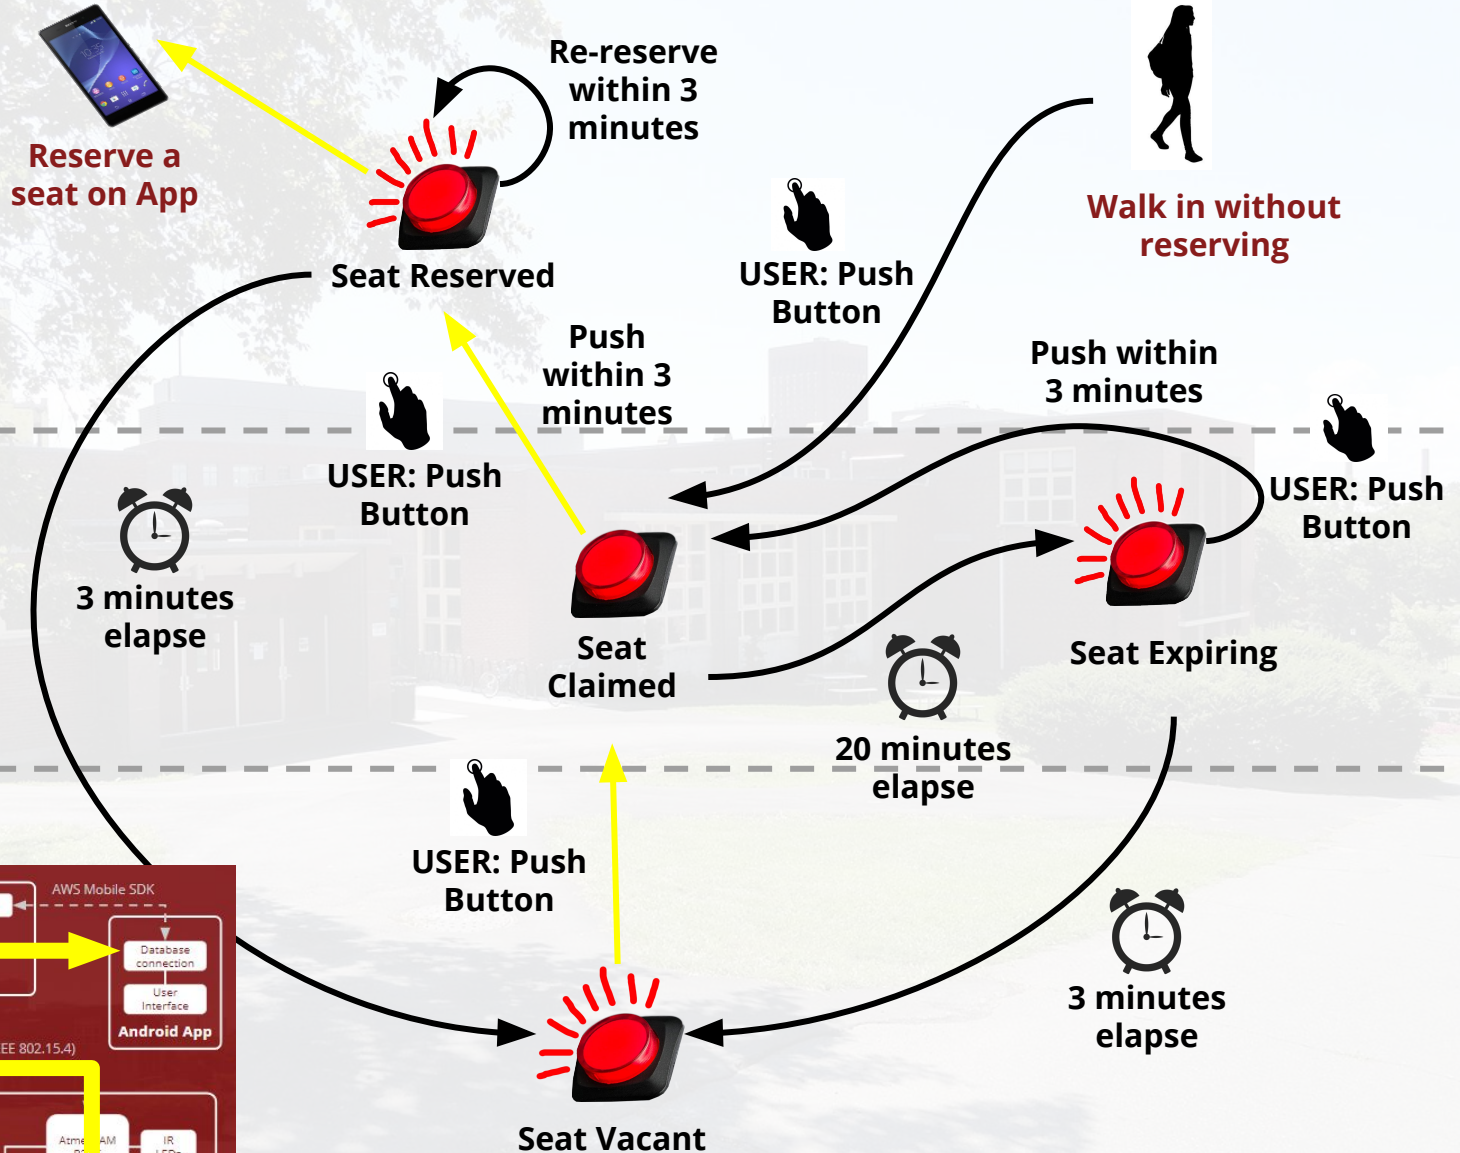 Re-reserve
within 3
minutes
Reserve a
seat on App
Walk in without
reserving
Seat Reserved
USER: Push
Button
Push
within 3
minutes
Push within
3 minutes
USER: Push
Button
USER: Push
Button
3 minutes
elapse
Seat
Claimed
Seat Expiring
20 minutes
elapse
USER: Push
Button
3 minutes
elapse
Seat Vacant
AWS Mobile SDK
Database
connection
User
Interface
Android App
802.15.4)
IR